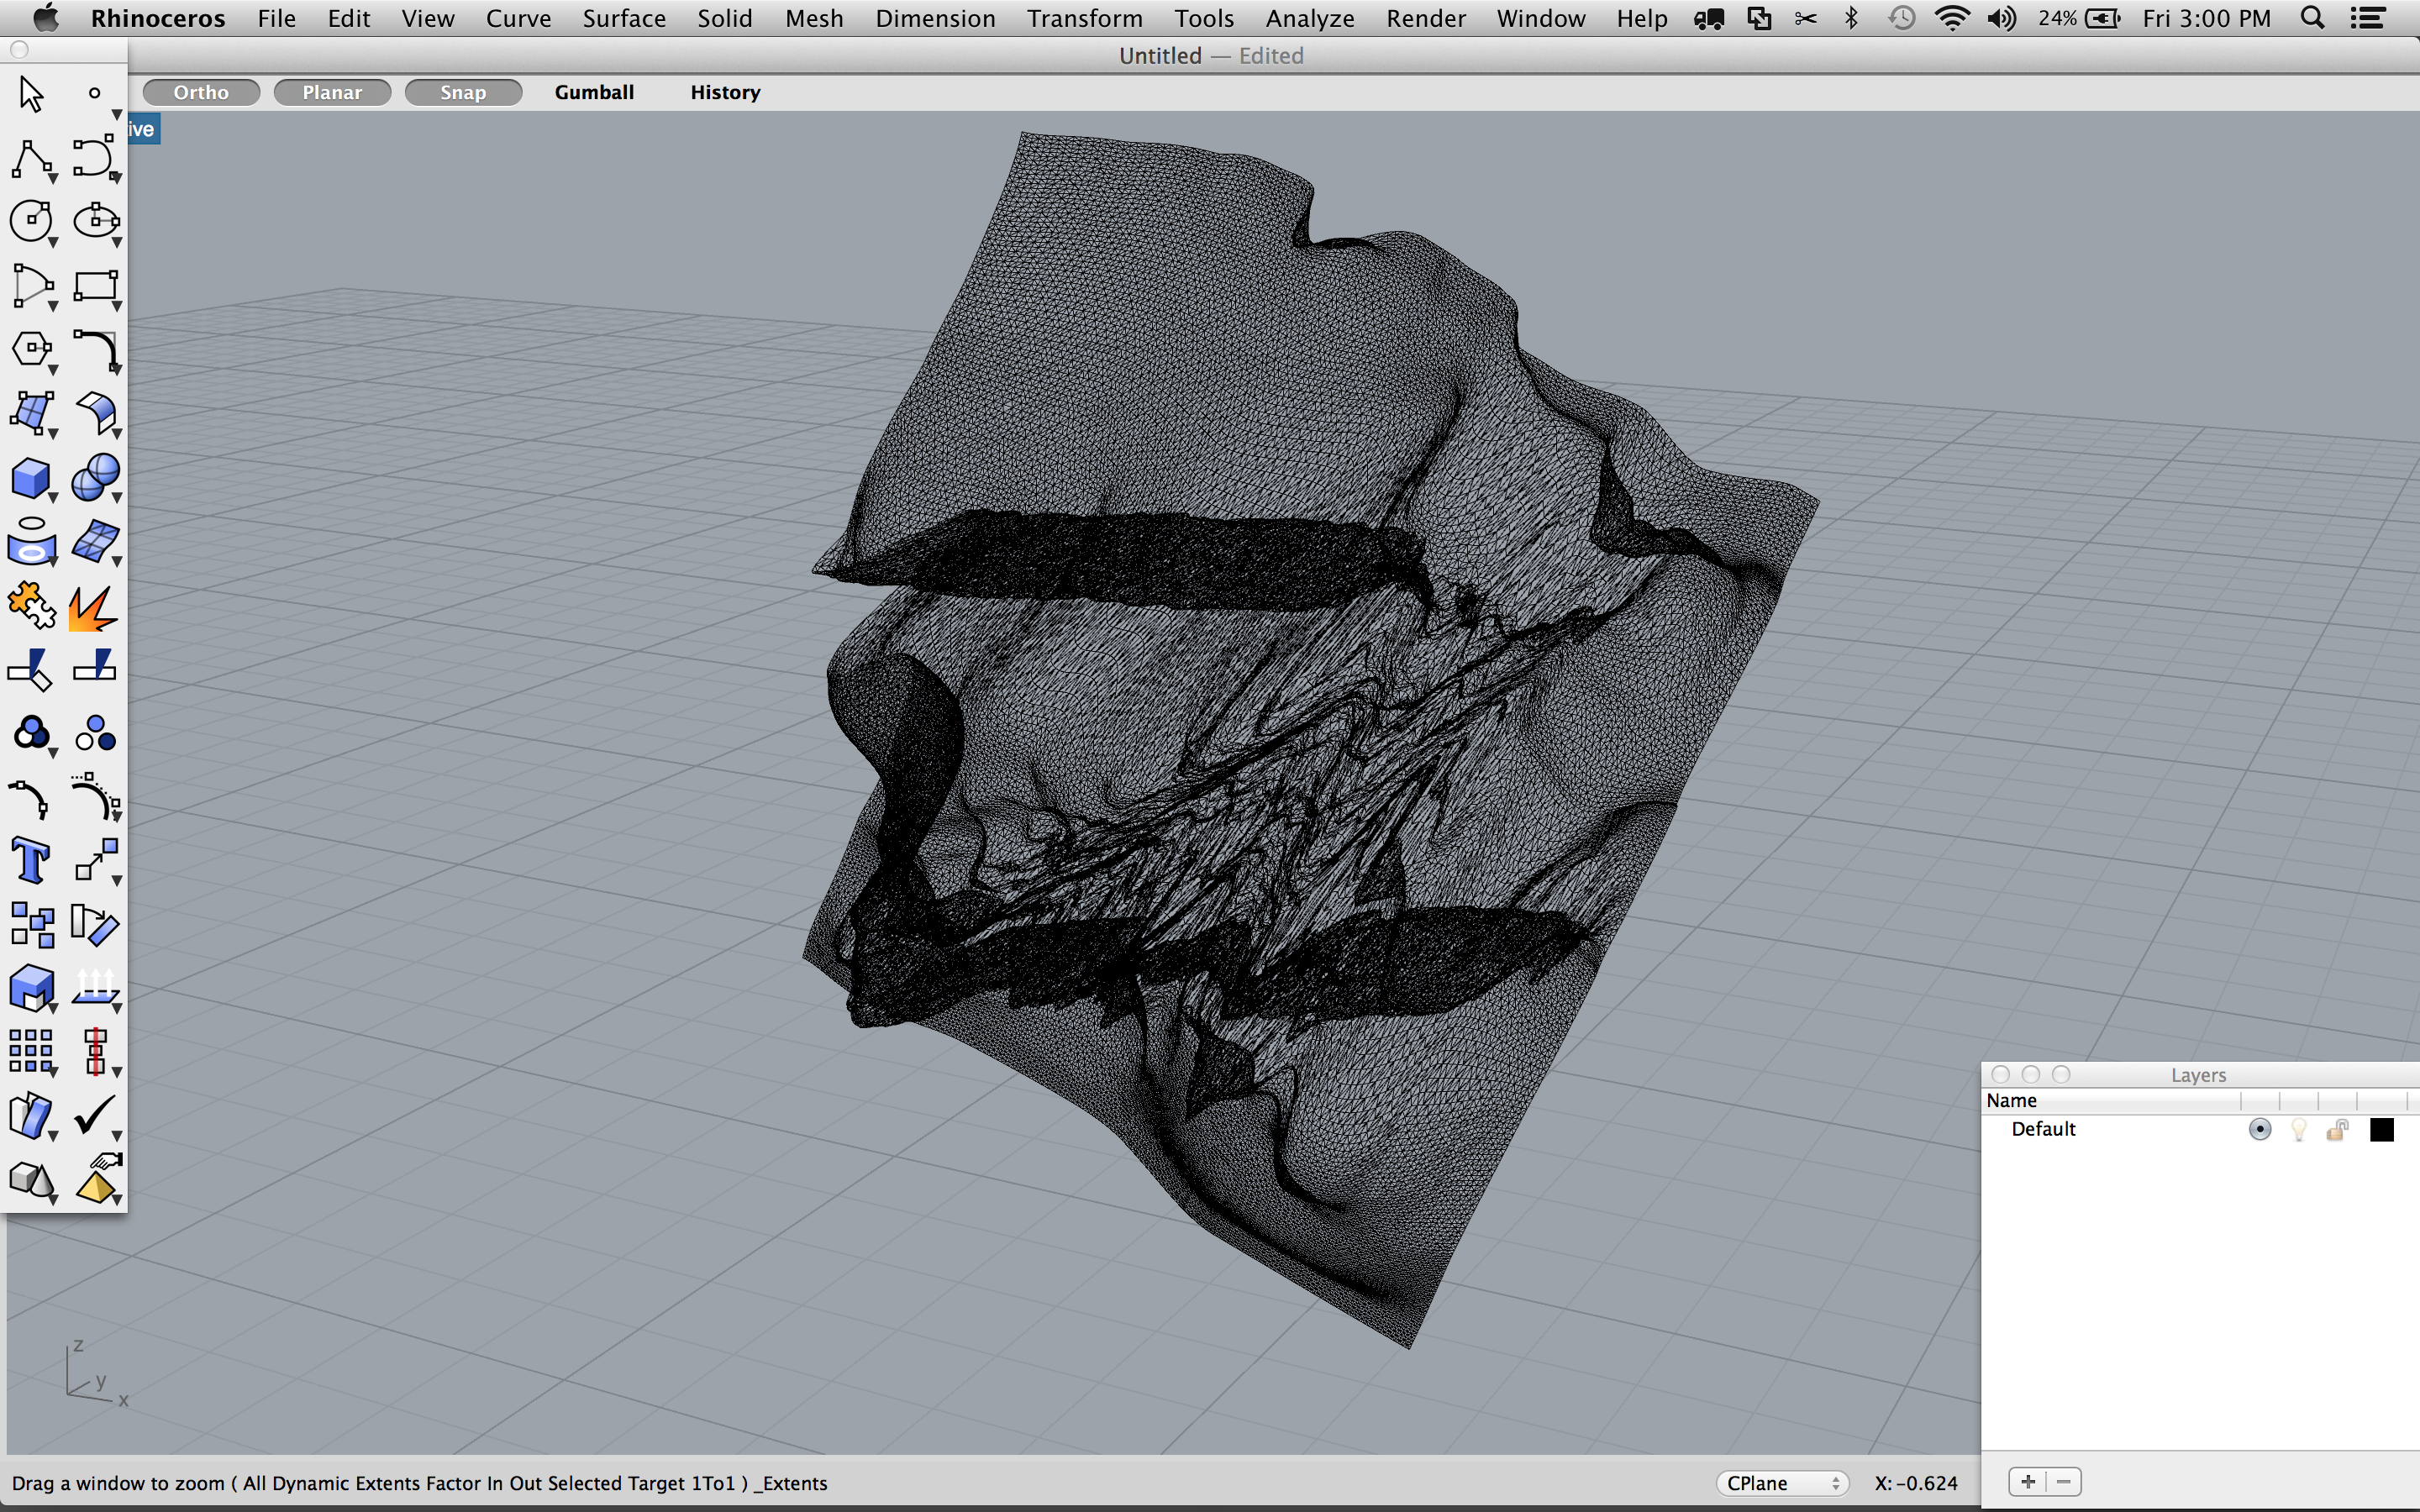 Rhinoceros File Edit View Curve Surface Solid Mesh Dimension Transform Tools Analyze Render Window Help 24% Fri 3:00 PM
Untitled — Edited
Ortho Planar Snap Gumball History
ive
Layers
Name
Default
z
y
x
Drag a window to zoom ( All Dynamic Extents Factor In Out Selected Target 1To1 ) _Extents CPlane X: -0.624